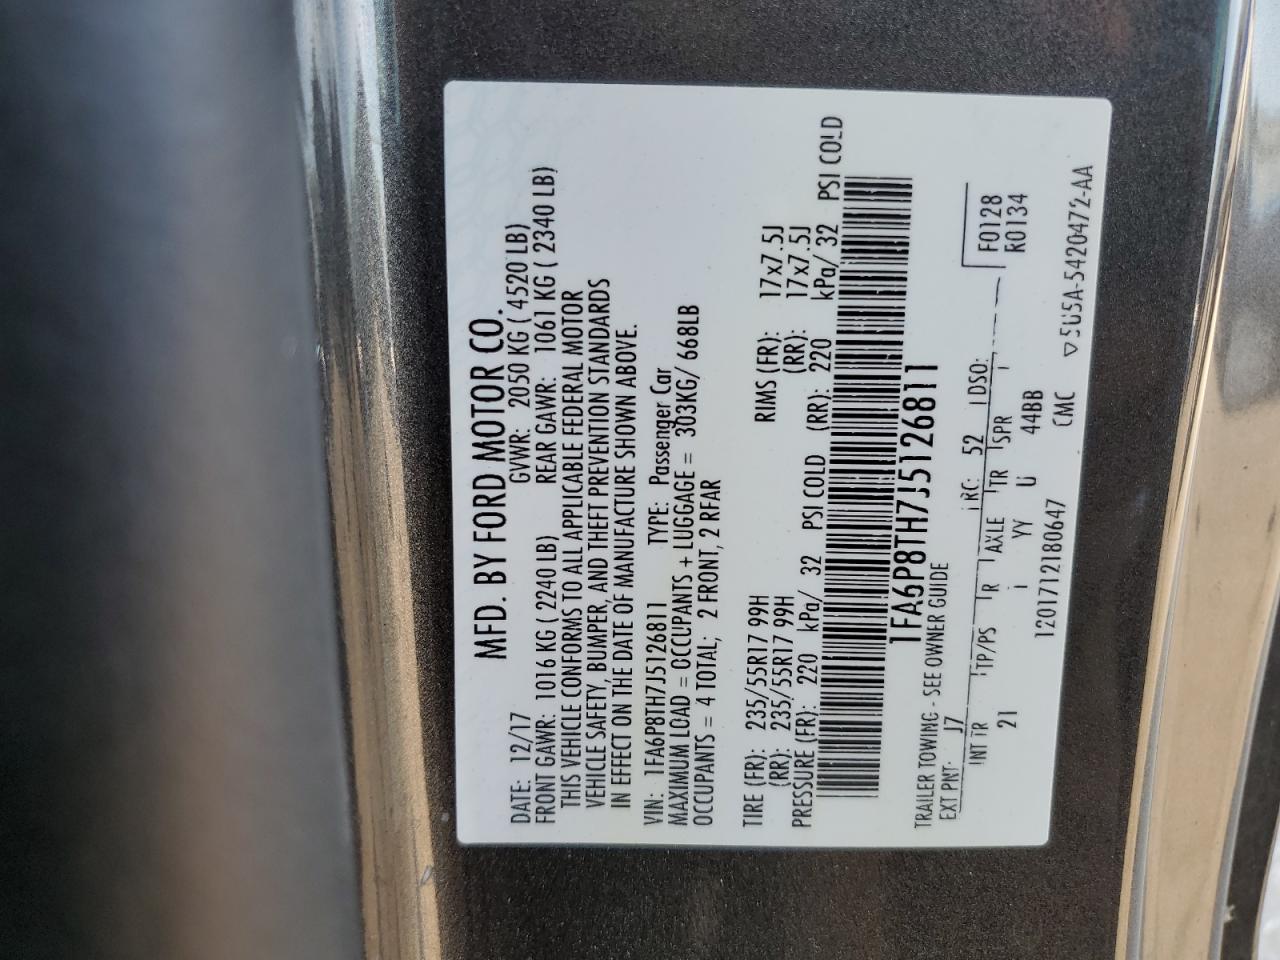 MFD. BY FORD MOTOR CO.
DATE: 12/17 GVWR: 2050 KG ( 4520 LB)
FRONT GAWR: 1016 KG ( 2240 LB) REAR GAWR: 1061 KG ( 2340 LB)
THIS VEHICLE CONFORMS TO ALL APPLICABLE FEDERAL MOTOR
VEHICLE SAFETY, BUMPER, AND THEFT PREVENTION STANDARDS
IN EFFECT ON THE DATE OF MANUFACTURE SHOWN ABOVE.
VIN: 1FA6P8TH7J5126811 TYPE: Passenger Car
MAXIMUM LOAD = OCCUPANTS + LUGGAGE = 303KG/ 668LB
OCCUPANTS = 4 TOTAL; 2 FRONT, 2 REAR
TIRE (FR): 235/55R17 99H RIMS (FR): 17x7.5J
(RR): 235/55R17 99H (RR): 17x7.5J
PRESSURE (FR): 220 kPa/ 32 PSI COLD (RR): 220 kPa/ 32 PSI COLD
1FA6P8TH7J5126811
TRAILER TOWING - SEE OWNER GUIDE
EXT PNT: J7 RC: 52 DSO: F0128
INT TR TP/PS R AXLE TR SPR R0134
21 YY U 44BB
1201712180647 CMC
5U5A-5420472-AA